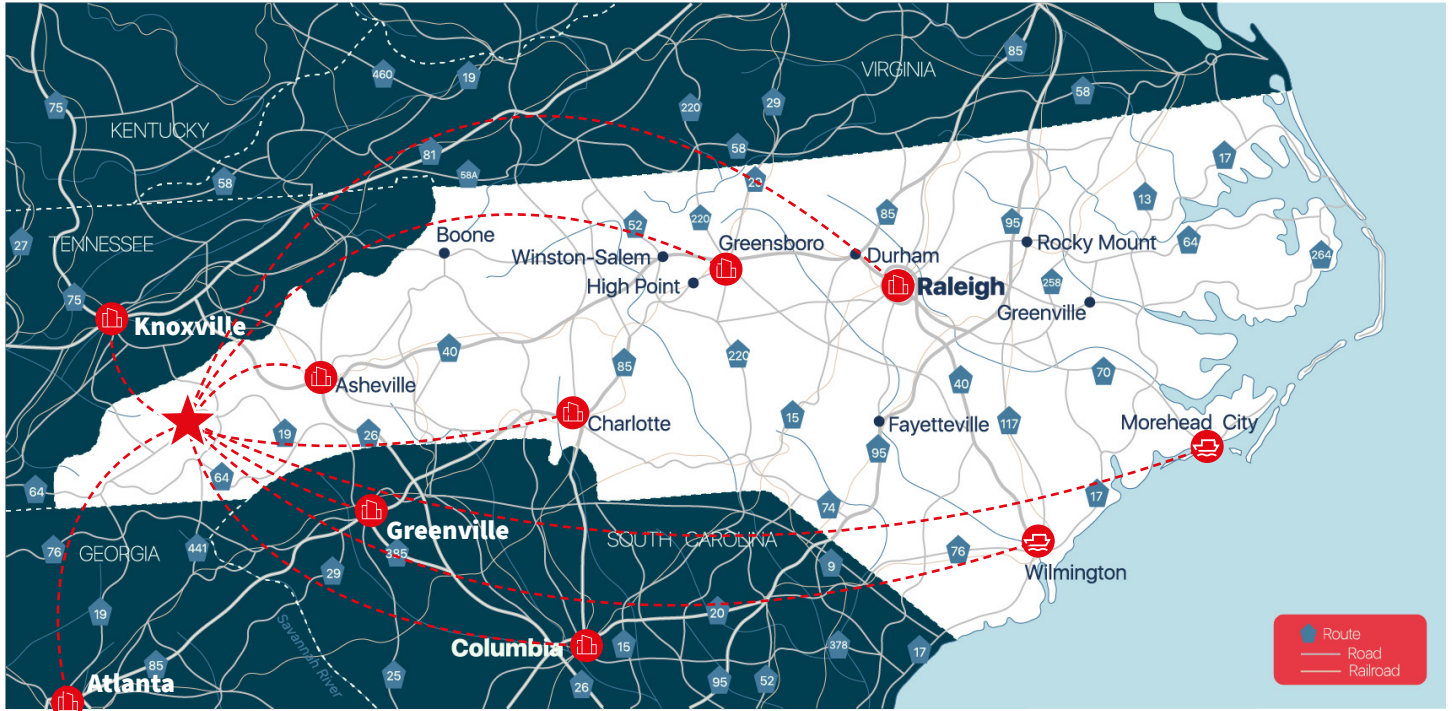 85
VIRGINIA
460
19
75
58
220
29
KENTUCKY
58
81
17
58A
58
29
13
52
220
85
95
Boone
Greensboro
Rocky Mount
TENNESSEE
27
Winston-Salem
Durham
64
264
High Point
258
Raleigh
Greenville
75
Knoxville
40
85
220
70
Asheville
40
Charlotte
15
Fayetteville
117
Morehead City
19
26
95
64
64
17
74
Greenville
SOUTH CAROLINA
76
GEORGIA
441
385
76
29
9
Wilmington
19
20
Savannah River
Columbia
15
378
17
Route
Road
Railroad
85
25
26
95
52
Atlanta